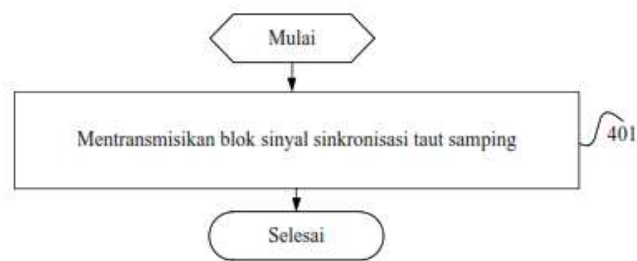 Mulai
Mentransmisikan blok sinyal sinkronisasi taut samping
401
Selesai